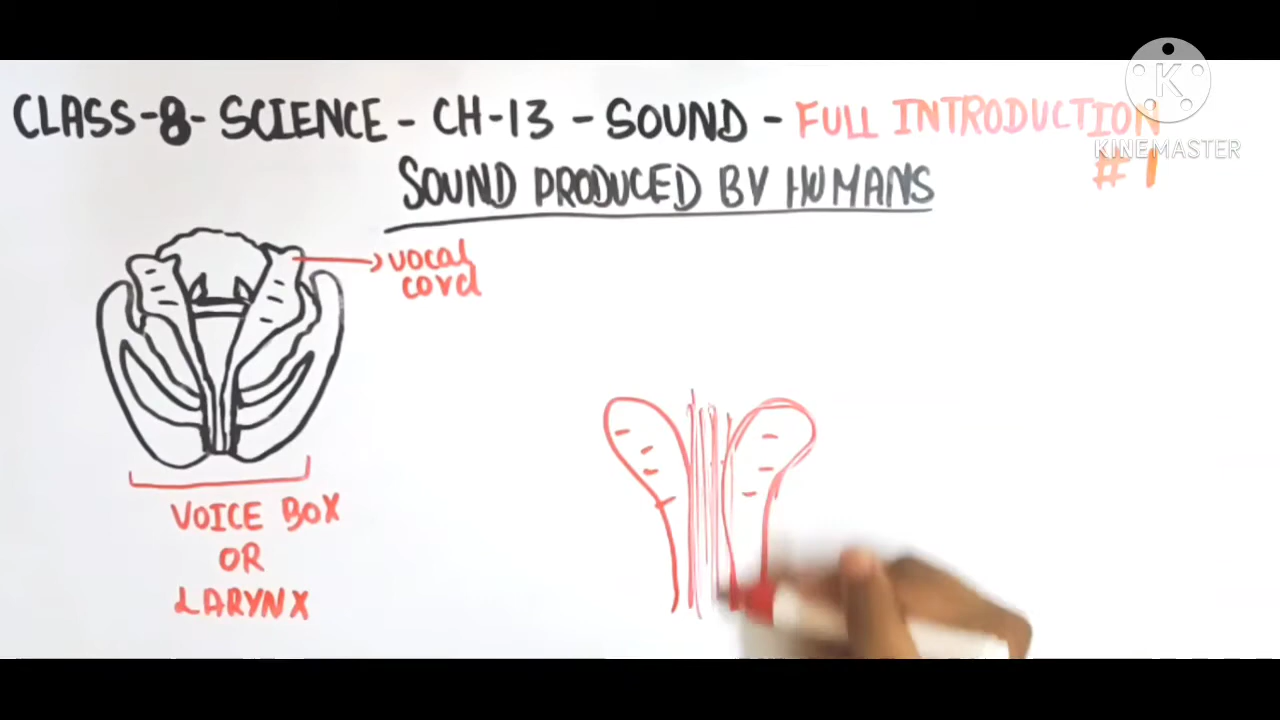 CLASS-8- SCIENCE - CH-13 - SOUND - FULL INTRODUCTION
#1
SOUND PRODUCED BY HUMANS
vocal
cord
VOICE BOX
OR
LARYNX
K
KINEMASTER